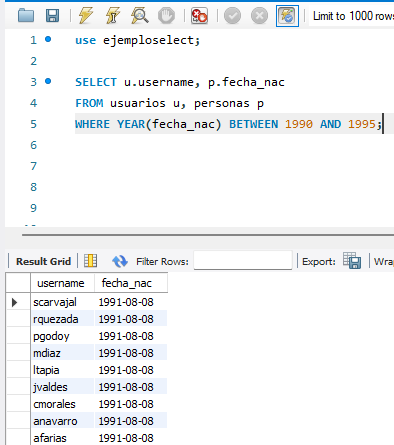 Limit to 1000 rows
1 use ejemploselect;
2
3 SELECT u.username, p.fecha_nac
4 FROM usuarios u, personas p
5 WHERE YEAR(fecha_nac) BETWEEN 1990 AND 1995;
6
7
8
9
Result Grid Filter Rows: Export: Wra
username fecha_nac
scarvajal 1991-08-08
rquezada 1991-08-08
pgodoy 1991-08-08
mdiaz 1991-08-08
ltapia 1991-08-08
jvaldes 1991-08-08
cmorales 1991-08-08
anavarro 1991-08-08
afarias 1991-08-08